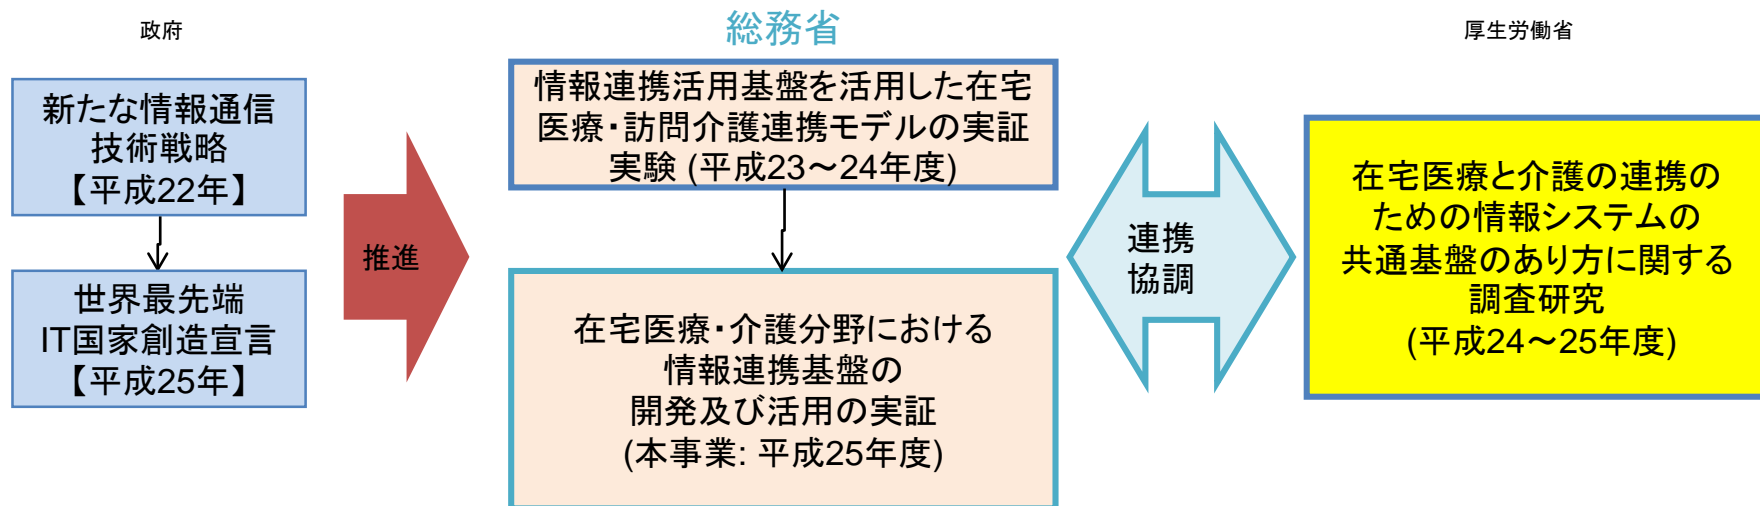 政府
新たな情報通信
技術戦略
【平成22年】
世界最先端
IT国家創造宣言
【平成25年】
推進
総務省
情報連携活用基盤を活用した在宅
医療・訪問介護連携モデルの実証
実験 (平成23～24年度)
在宅医療・介護分野における
情報連携基盤の
開発及び活用の実証
(本事業: 平成25年度)
連携
協調
厚生労働省
在宅医療と介護の連携の
ための情報システムの
共通基盤のあり方に関する
調査研究
(平成24～25年度)